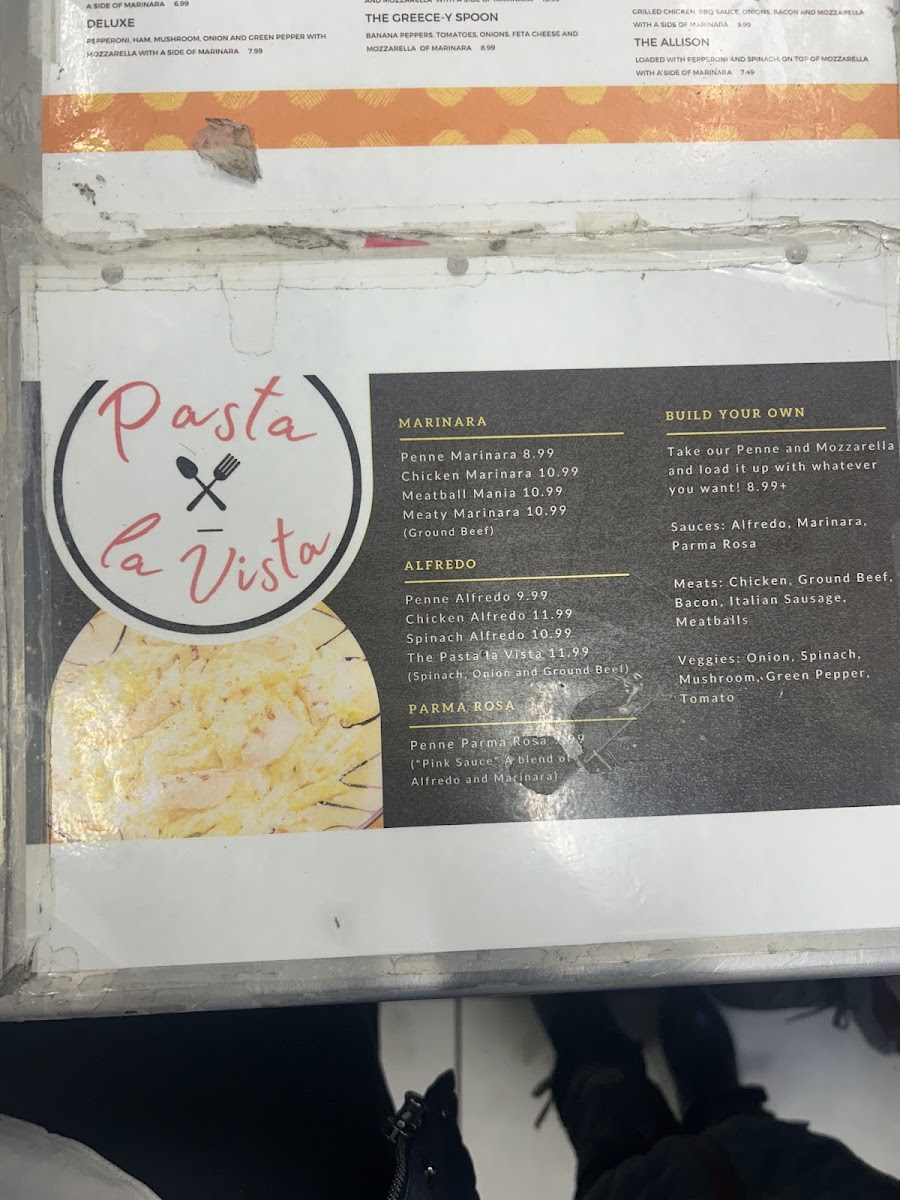 A SIDE OF MARINARA 6.99
DELUXE
PEPPERONI, HAM, MUSHROOM, ONION AND GREEN PEPPER WITH
MOZZARELLA WITH A SIDE OF MARINARA 7.99
AND MOZZARELLA WITH A SIDE OF MARINARA
THE GREECE-Y SPOON
BANANA PEPPERS, TOMATOES, ONIONS, FETA CHEESE AND
MOZZARELLA OF MARINARA 8.99
GRILLED CHICKEN, BBQ SAUCE, ONIONS, BACON AND MOZZARELLA
WITH A SIDE OF MARINARA 9.99
THE ALLISON
LOADED WITH PEPPERONI AND SPINACH, ON TOP OF MOZZARELLA
WITH A SIDE OF MARINARA 7.49
Pasta
la Vista
MARINARA
Penne Marinara 8.99
Chicken Marinara 10.99
Meatball Mania 10.99
Meaty Marinara 10.99
(Ground Beef)
ALFREDO
Penne Alfredo 9.99
Chicken Alfredo 11.99
Spinach Alfredo 10.99
The Pasta la Vista 11.99
(Spinach, Onion and Ground Beef)
PARMA ROSA
Penne Parma Rosa
("Pink Sauce" A blend of
Alfredo and Marinara)
BUILD YOUR OWN
Take our Penne and Mozzarella
and load it up with whatever
you want! 8.99+
Sauces: Alfredo, Marinara,
Parma Rosa
Meats: Chicken, Ground Beef,
Bacon, Italian Sausage,
Meatballs
Veggies: Onion, Spinach,
Mushroom, Green Pepper,
Tomato